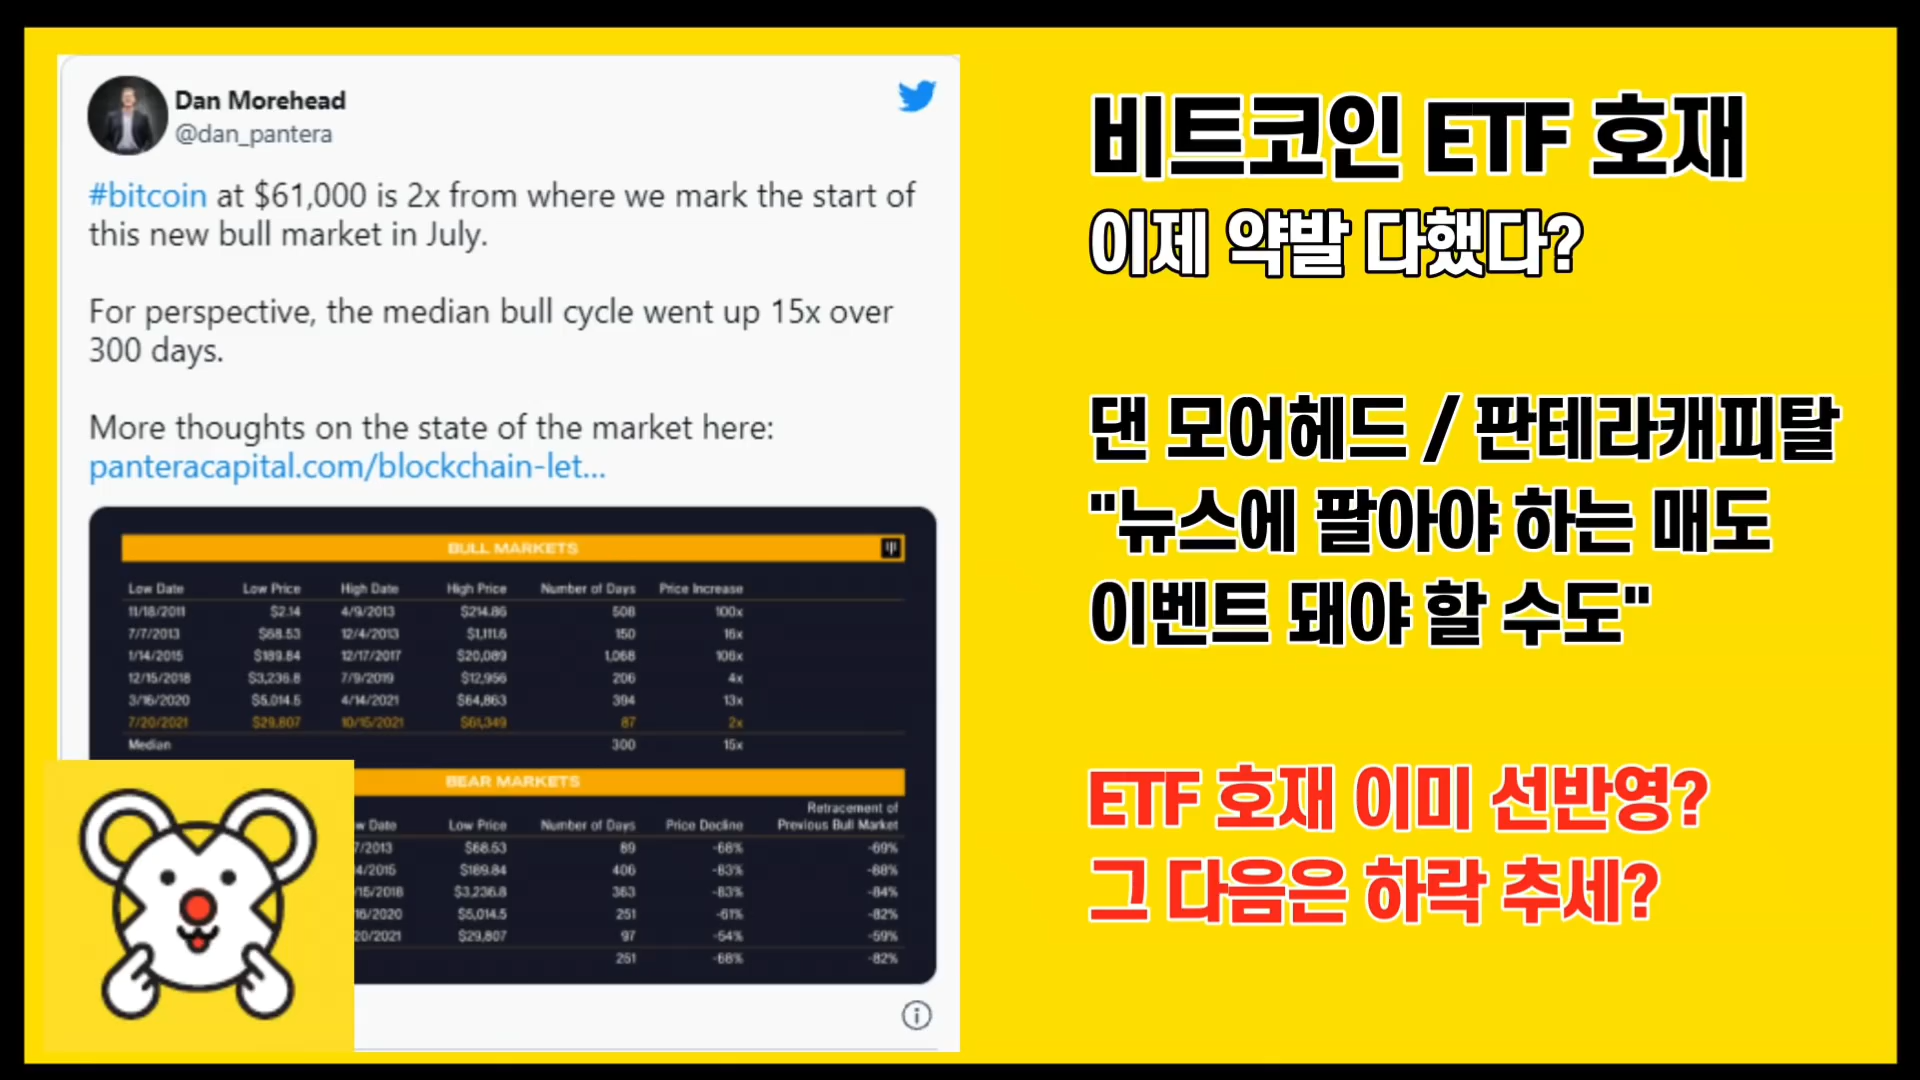 Dan Morehead
@dan_pantera
#bitcoin at $61,000 is 2x from where we mark the start of
this new bull market in July.
For perspective, the median bull cycle went up 15x over
300 days.
More thoughts on the state of the market here:
panteracapital.com/blockchain-let...
BULL MARKETS
Low Date Low Price High Date High Price Number of Days Price Increase
11/18/2011 $2.14 4/9/2013 $214.86 508 100x
7/7/2013 $68.53 12/4/2013 $1,111.6 150 16x
1/14/2015 $189.84 12/17/2017 $20,089 1,068 106x
12/15/2018 $3,236.8 7/9/2019 $12,956 206 4x
3/16/2020 $5,014.5 4/14/2021 $64,863 394 13x
7/20/2021 $29,807 10/15/2021 $61,349 87 2x
Median 300 15x
BEAR MARKETS
Retracement of
w Date Low Price Number of Days Price Decline Previous Bull Market
7/2013 $68.53 89 -68% -69%
4/2015 $189.84 406 -83% -88%
15/2018 $3,236.8 363 -83% -84%
16/2020 $5,014.5 251 -61% -82%
20/2021 $29,807 97 -54% -59%
251 -68% -82%
비트코인 ETF 호재
이제 약발 다했다?
댄 모어헤드 / 판테라캐피탈
"뉴스에 팔아야 하는 매도
이벤트 돼야 할 수도"
ETF 호재 이미 선반영?
그 다음은 하락 추세?